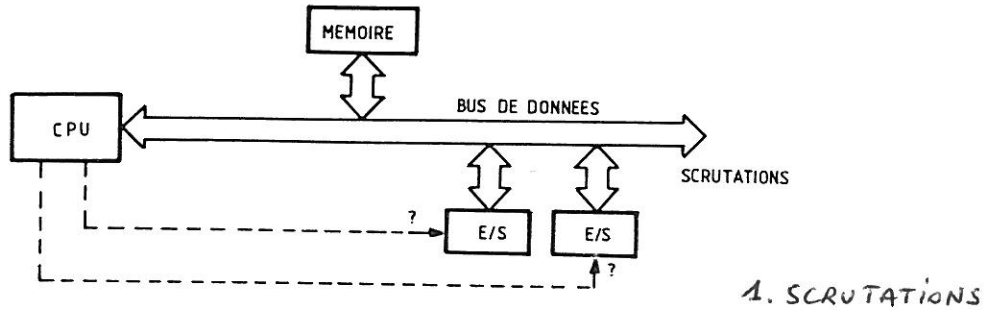 MEMOIRE
BUS DE DONNEES
CPU
SCRUTATIONS
?
E/S
E/S
?
1. SCRUTATIONS